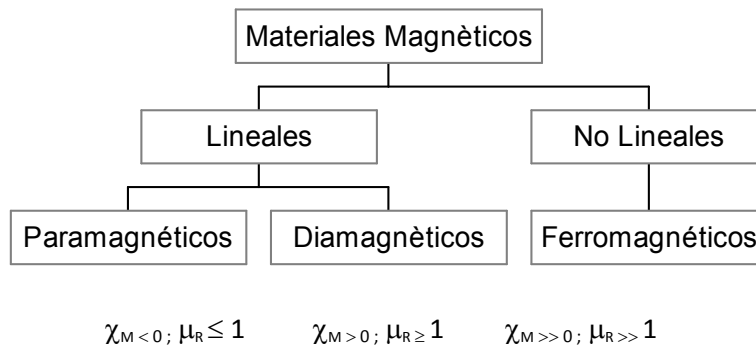 Materiales Magnèticos
Lineales No Lineales
Paramagnéticos Diamagnèticos Ferromagnéticos
χM < 0 ; μR ≤ 1 χM > 0 ; μR ≥ 1 χM >> 0 ; μR >> 1